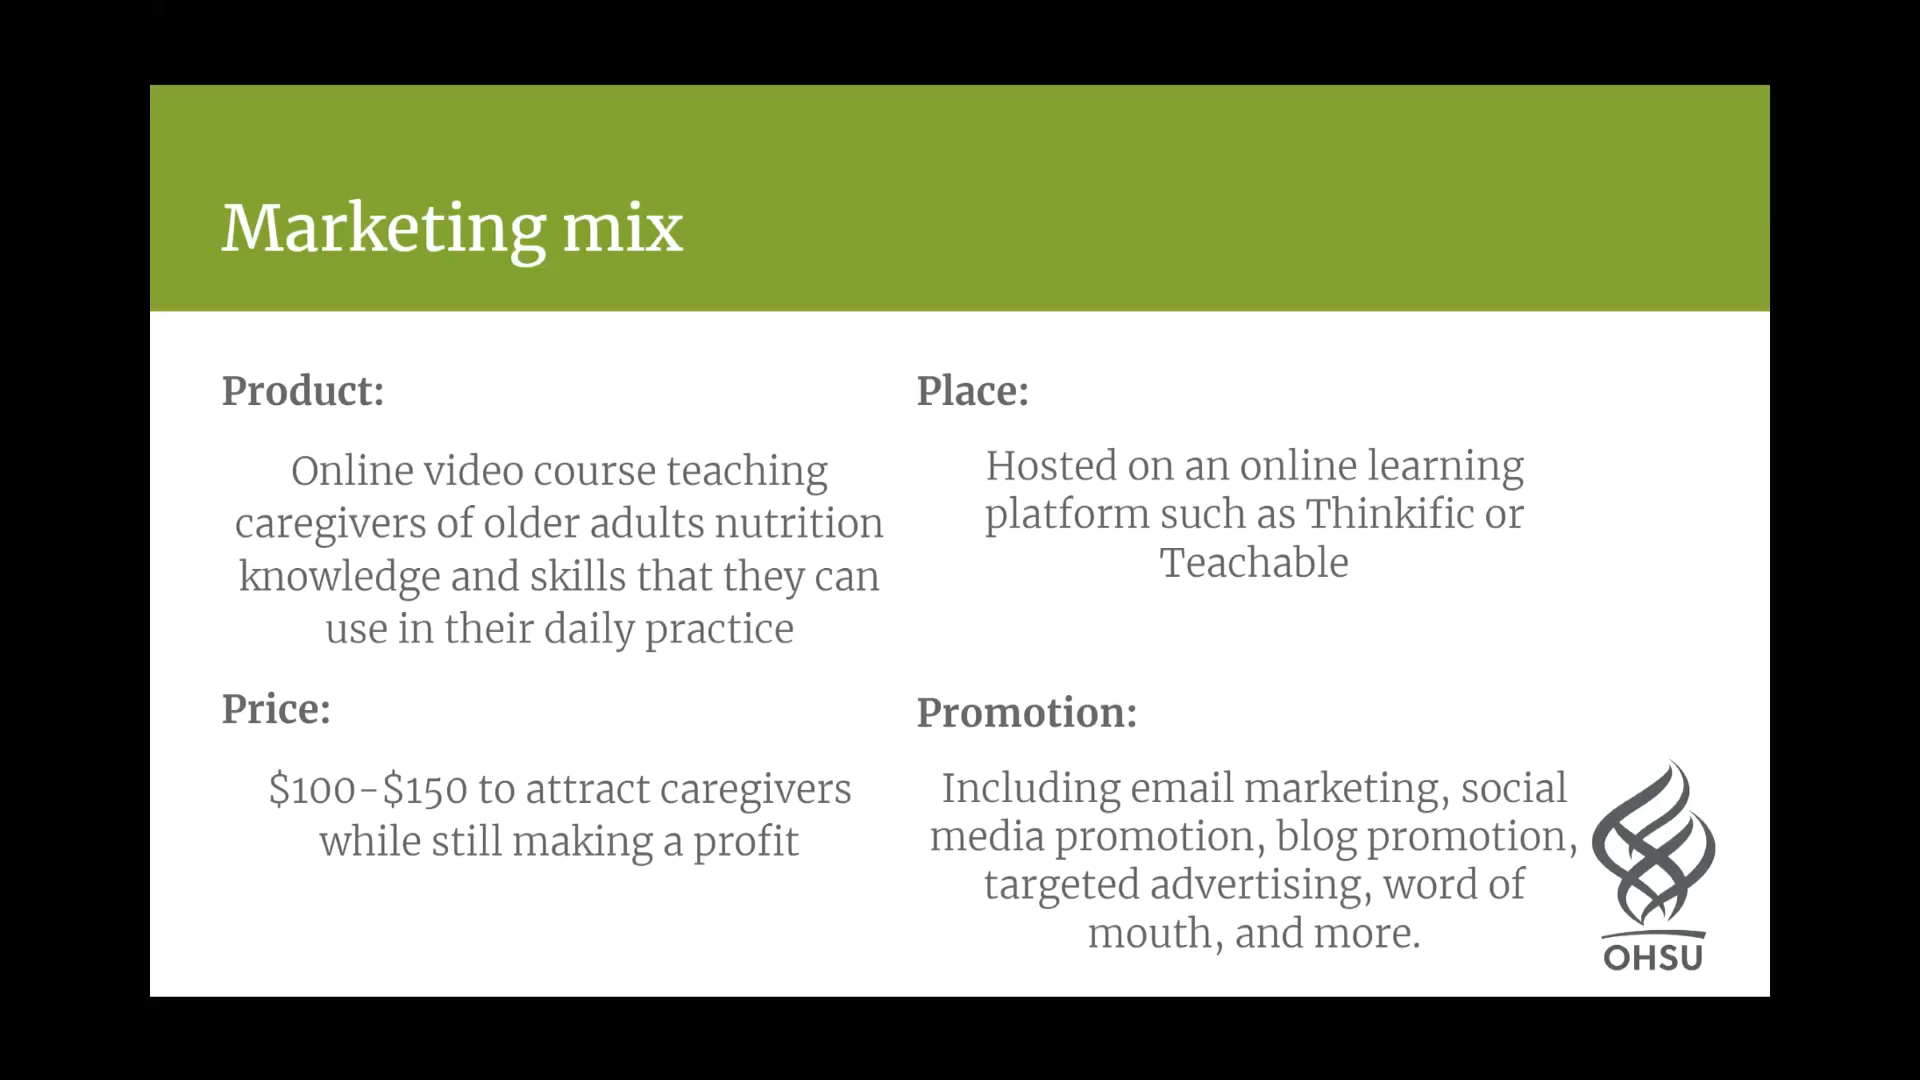 Marketing mix
Product:
Online video course teaching
caregivers of older adults nutrition
knowledge and skills that they can
use in their daily practice
Price:
$100-$150 to attract caregivers
while still making a profit
Place:
Hosted on an online learning
platform such as Thinkific or
Teachable
Promotion:
Including email marketing, social
media promotion, blog promotion,
targeted advertising, word of
mouth, and more.
OHSU